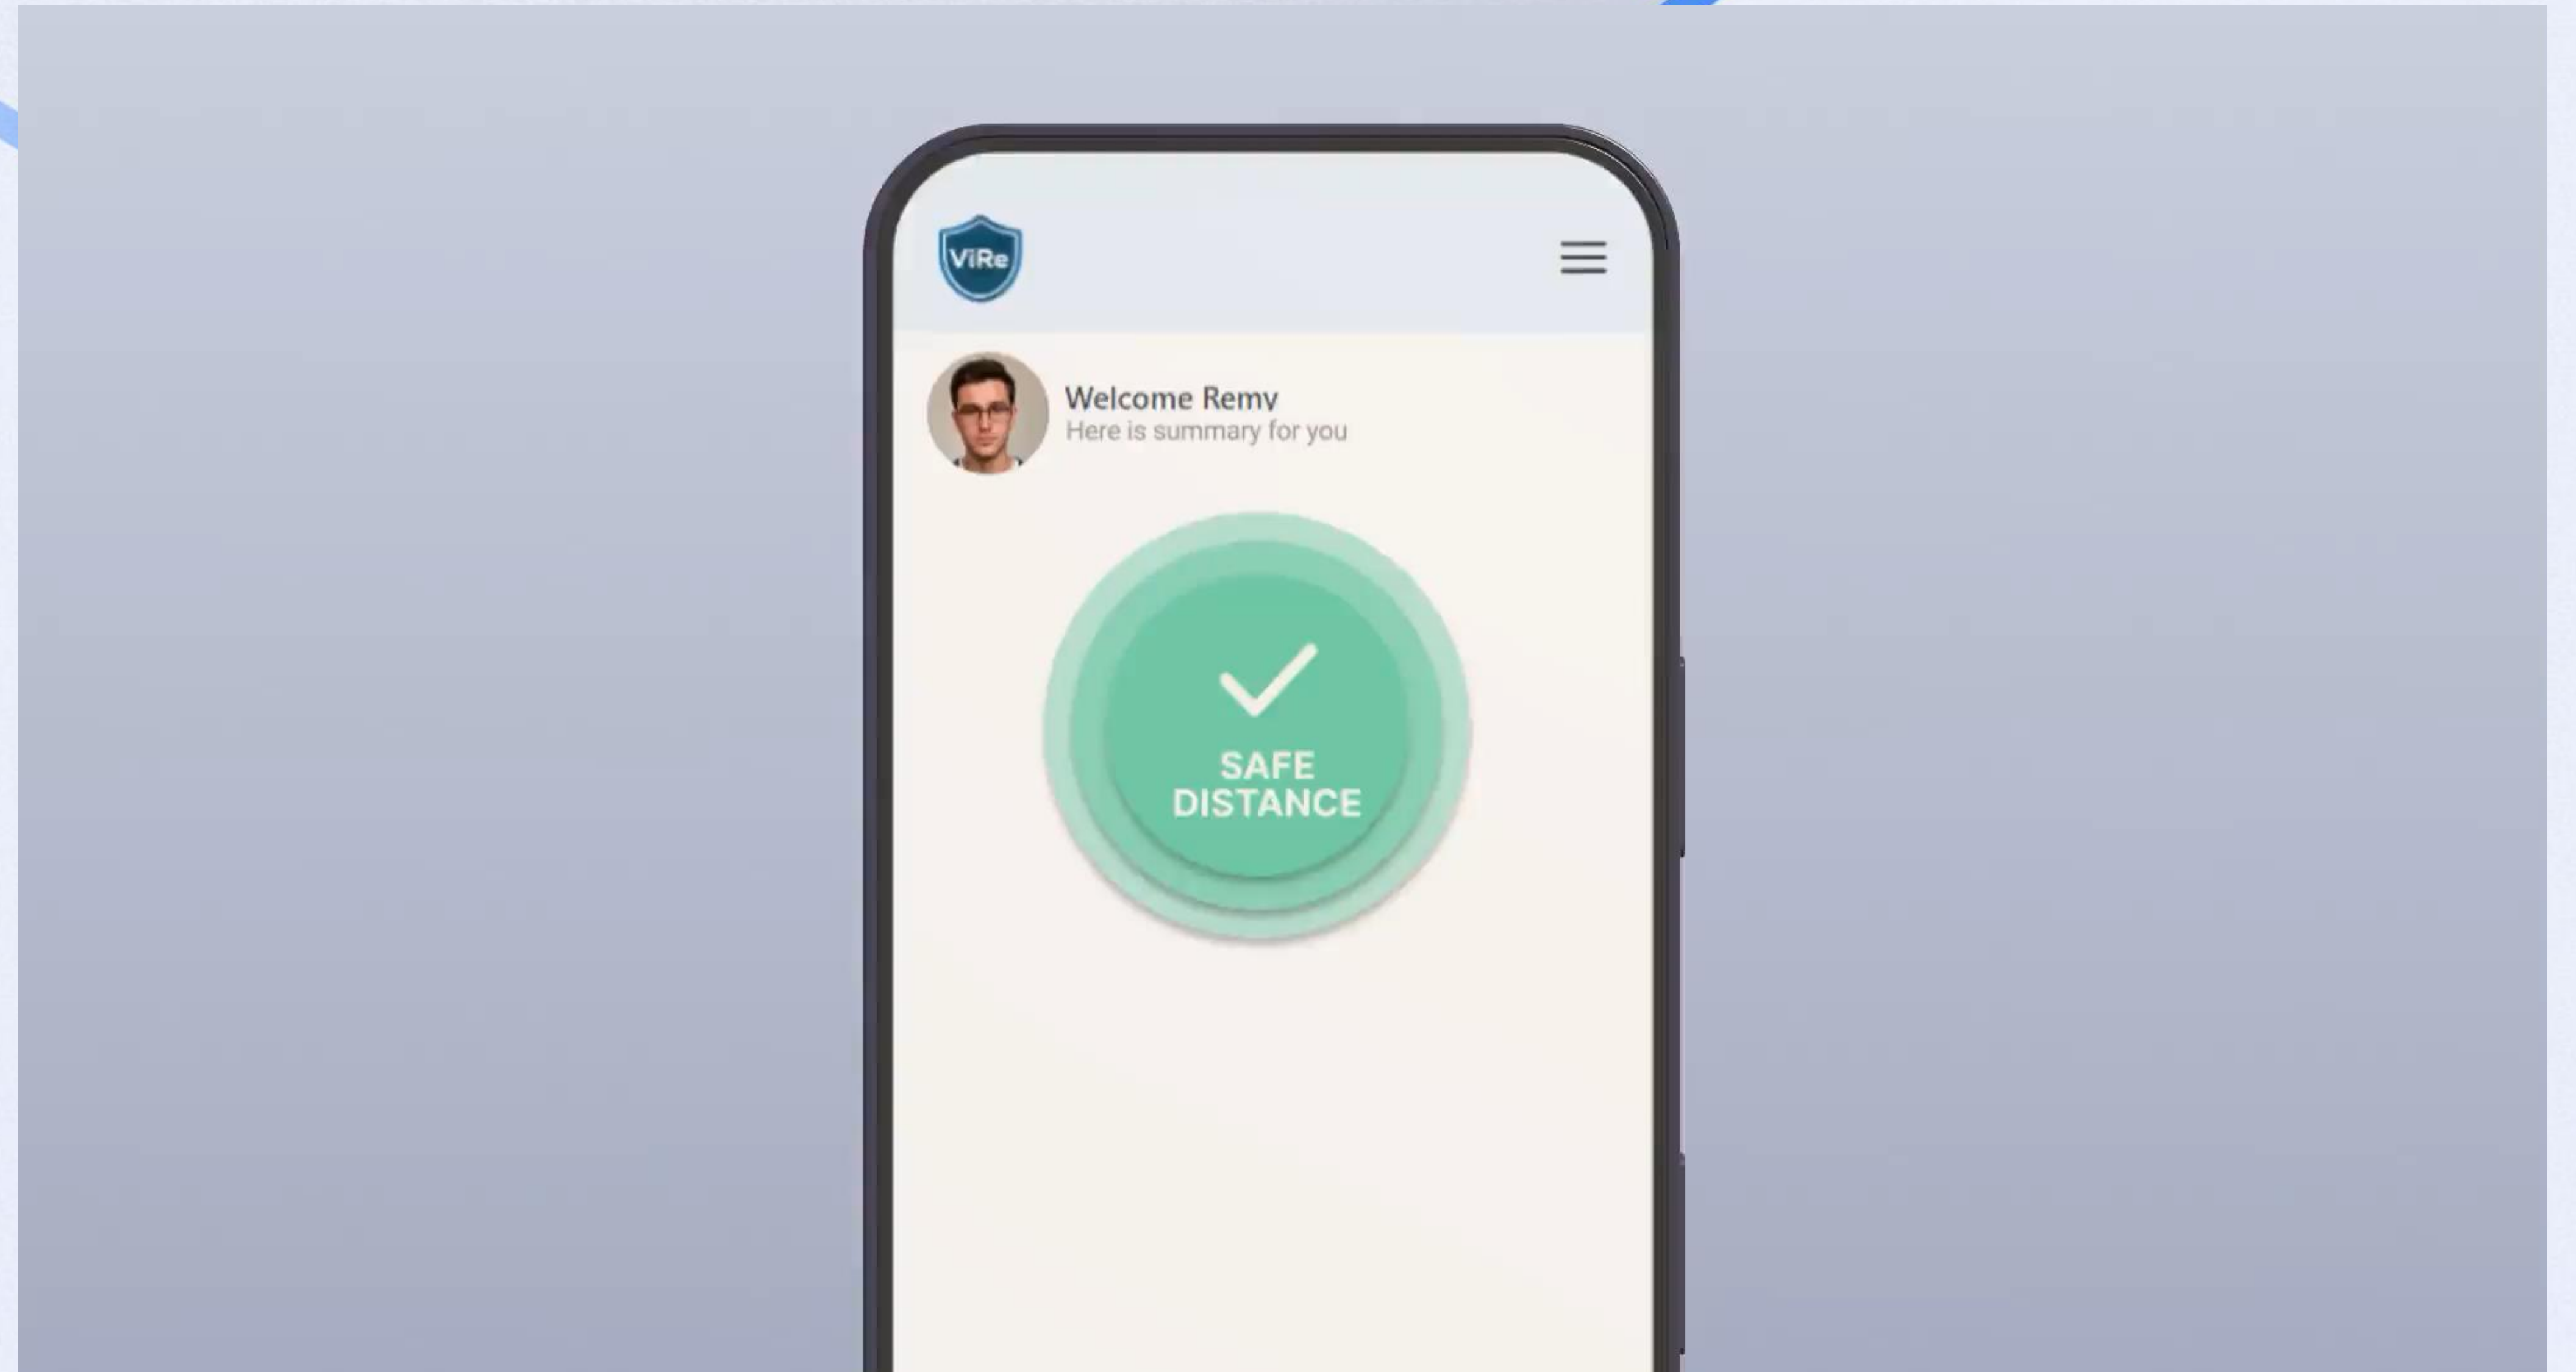 ViRe
Welcome Remy
Here is summary for you
SAFE
DISTANCE